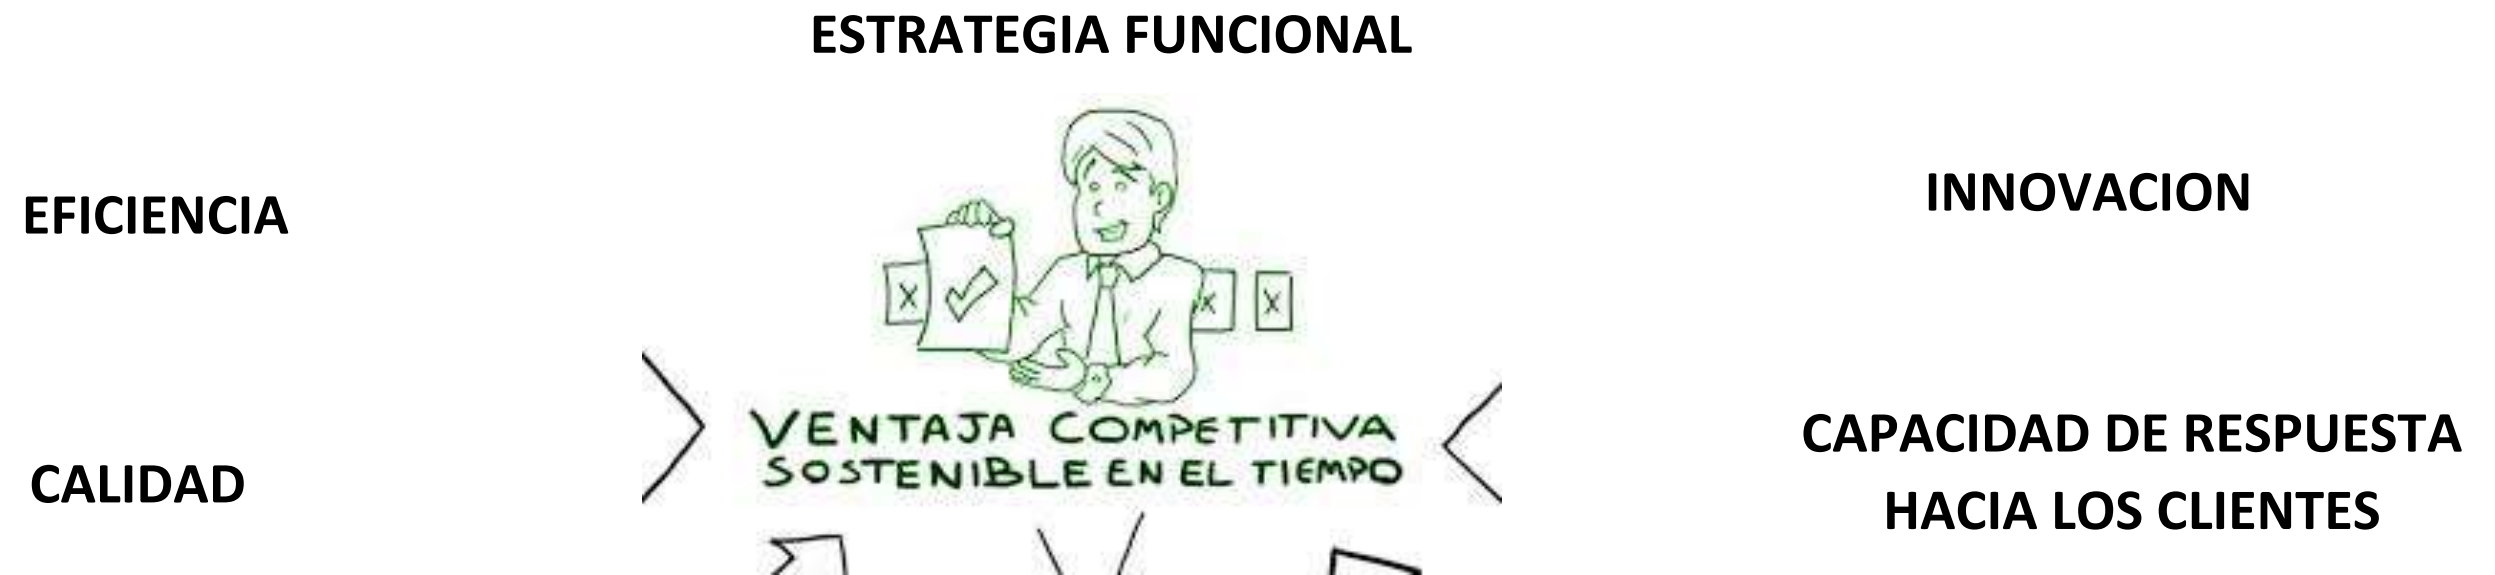 ESTRATEGIA FUNCIONAL
EFICIENCIA
INNOVACION
X
X
X
VENTAJA COMPETITIVA
SOSTENIBLE EN EL TIEMPO
CALIDAD
CAPACIDAD DE RESPUESTA
HACIA LOS CLIENTES